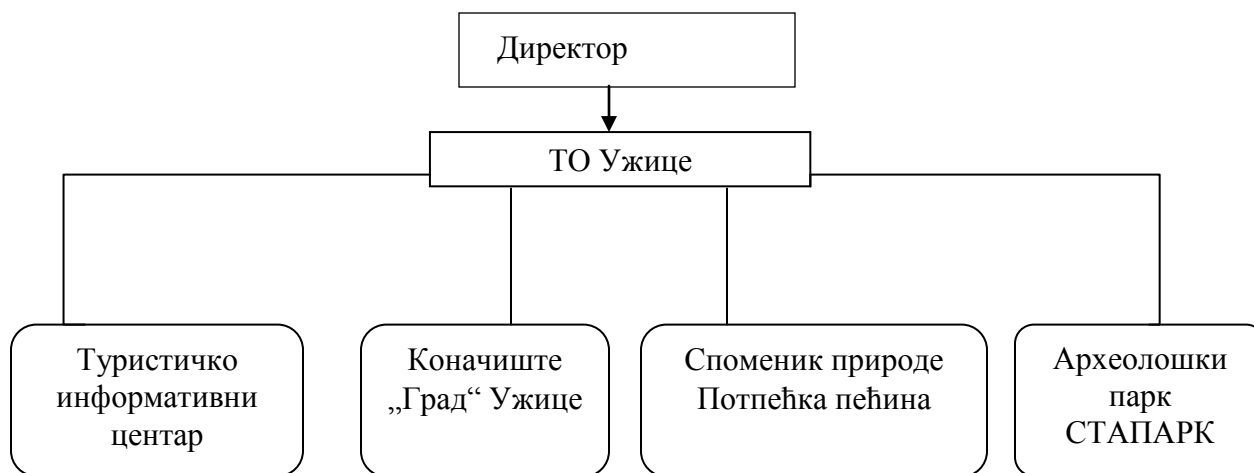 Директор
ТО Ужице
Туристичко
информативни
центар
Коначиште
„Град“ Ужице
Споменик природе
Потпећка пећина
Археолошки
парк
СТАПАРК